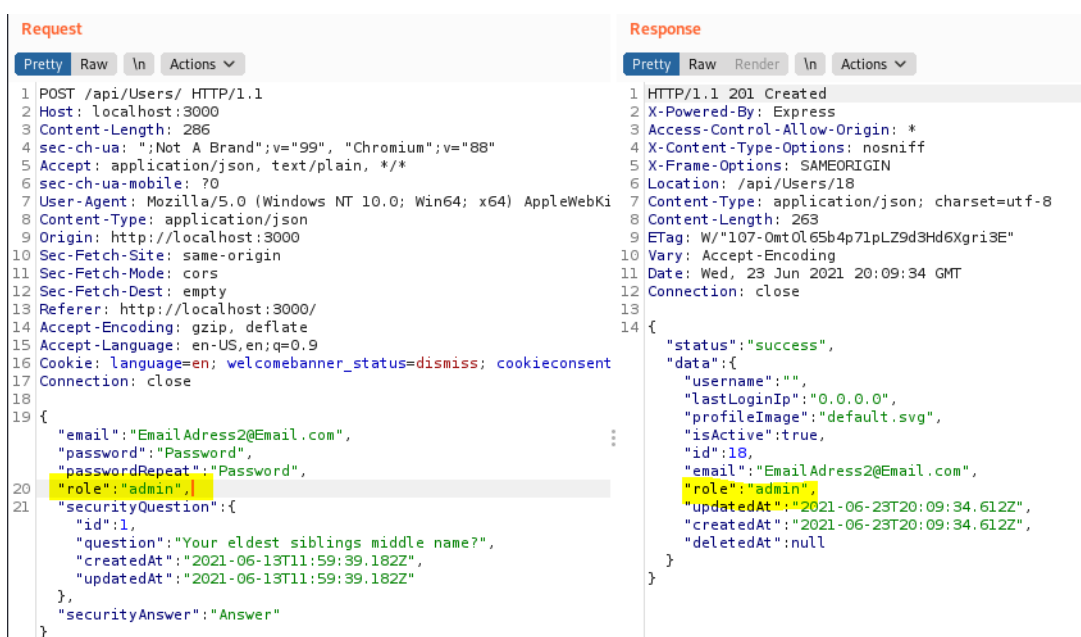 Request
Pretty Raw \n Actions
1 POST /api/Users/ HTTP/1.1
2 Host: localhost:3000
3 Content-Length: 286
4 sec-ch-ua: ";Not A Brand";v="99", "Chromium";v="88"
5 Accept: application/json, text/plain, */*
6 sec-ch-ua-mobile: ?0
7 User-Agent: Mozilla/5.0 (Windows NT 10.0; Win64; x64) AppleWebKi
8 Content-Type: application/json
9 Origin: http://localhost:3000
10 Sec-Fetch-Site: same-origin
11 Sec-Fetch-Mode: cors
12 Sec-Fetch-Dest: empty
13 Referer: http://localhost:3000/
14 Accept-Encoding: gzip, deflate
15 Accept-Language: en-US,en;q=0.9
16 Cookie: language=en; welcomebanner_status=dismiss; cookieconsent
17 Connection: close
18
19 {
"email":"EmailAdress2@Email.com",
"password":"Password",
"passwordRepeat":"Password",
20 "role":"admin",
21 "securityQuestion":{
"id":1,
"question":"Your eldest siblings middle name?",
"createdAt":"2021-06-13T11:59:39.182Z",
"updatedAt":"2021-06-13T11:59:39.182Z"
},
"securityAnswer":"Answer"
}
Response
Pretty Raw Render \n Actions
1 HTTP/1.1 201 Created
2 X-Powered-By: Express
3 Access-Control-Allow-Origin: *
4 X-Content-Type-Options: nosniff
5 X-Frame-Options: SAMEORIGIN
6 Location: /api/Users/18
7 Content-Type: application/json; charset=utf-8
8 Content-Length: 263
9 ETag: W/"107-OmtOl65b4p71pLZ9d3Hd6Xgri3E"
10 Vary: Accept-Encoding
11 Date: Wed, 23 Jun 2021 20:09:34 GMT
12 Connection: close
13
14 {
"status":"success",
"data":{
"username":"",
"lastLoginIp":"0.0.0.0",
"profileImage":"default.svg",
"isActive":true,
"id":18,
"email":"EmailAdress2@Email.com",
"role":"admin",
"updatedAt":"2021-06-23T20:09:34.612Z",
"createdAt":"2021-06-23T20:09:34.612Z",
"deletedAt":null
}
}